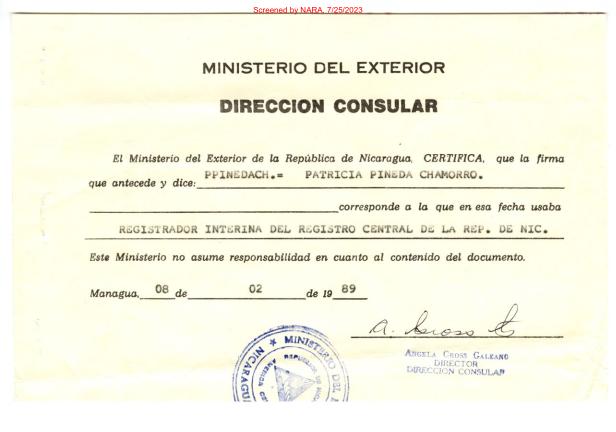 Screened by NARA, 7/25/2023
MINISTERIO DEL EXTERIOR
DIRECCION CONSULAR
El Ministerio del Exterior de la República de Nicaragua, CERTIFICA, que la firma
que antecede y dice: PPINEDACH.= PATRICIA PINEDA CHAMORRO.
corresponde a la que en esa fecha usaba
REGISTRADOR INTERINA DEL REGISTRO CENTRAL DE LA REP. DE NIC.
Este Ministerio no asume responsabilidad en cuanto al contenido del documento.
Managua, 08 de 02 de 1989
A. Cross G
ANGELA CROSS GALEANO
DIRECTOR
DIRECCION CONSULAR
NICARAGUA ★ MINISTERIO DEL
REPUBLICA DE